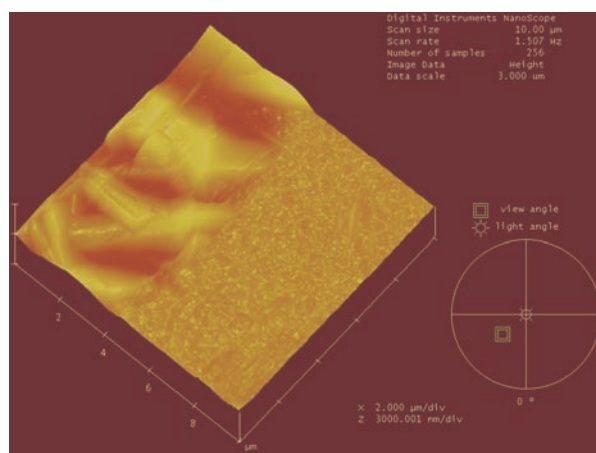 Digital Instruments NanoScope
Scan size 10.00 µm
Scan rate 1.507 Hz
Number of samples 256
Image Data Height
Data scale 3.000 um
view angle
light angle
2
4
6
8
µm
X 2.000 µm/div
Z 3000.001 nm/div
0 °